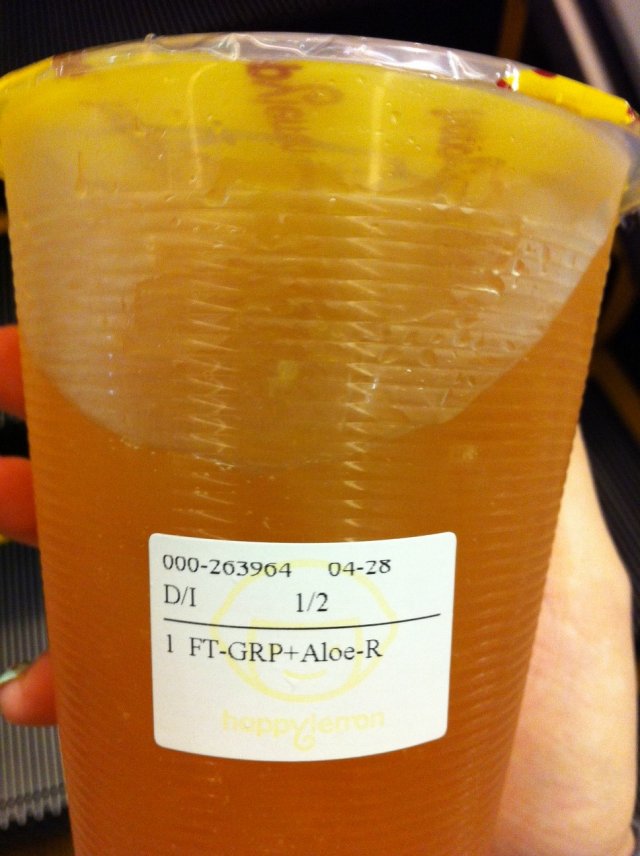 000-263964 04-28
D/I 1/2
1 FT-GRP+Aloe-R
happylemon